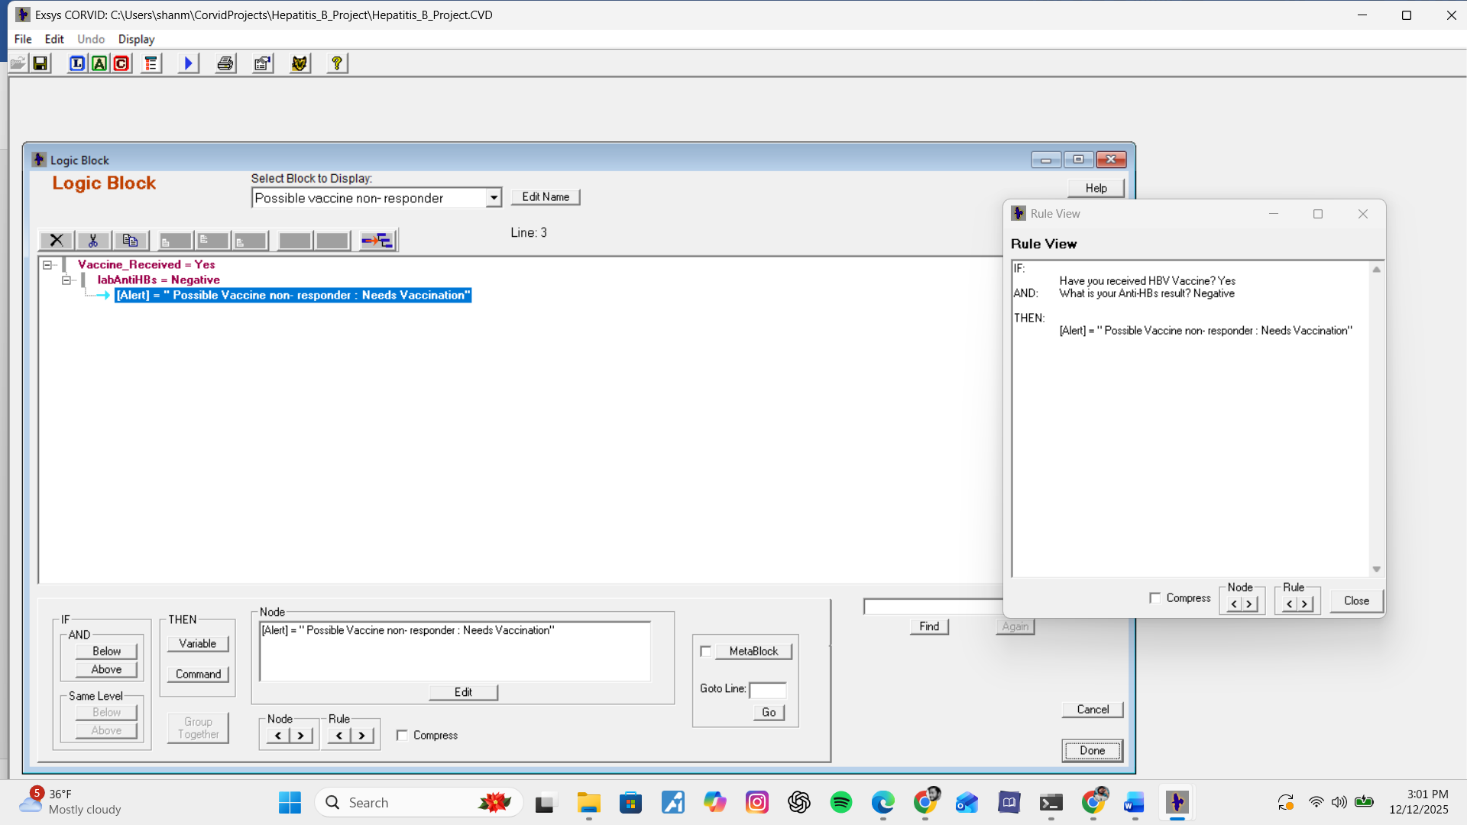 Exsys CORVID: C:\Users\shanm\CorvidProjects\Hepatitis_B_Project\Hepatitis_B_Project.CVD
File Edit Undo Display
L A C
Logic Block
Logic Block
Select Block to Display:
Possible vaccine non- responder
Edit Name
Help
Line: 3
Vaccine_Received = Yes
labAntiHBs = Negative
[Alert] = " Possible Vaccine non- responder : Needs Vaccination"
Rule View
Rule View
IF:
Have you received HBV Vaccine? Yes
AND: What is your Anti-HBs result? Negative
THEN:
[Alert] = " Possible Vaccine non- responder : Needs Vaccination"
Compress
Node
< >
Rule
< >
Close
IF
AND
Below
Above
Same Level
Below
Above
THEN
Variable
Command
Group Together
Node
[Alert] = " Possible Vaccine non- responder : Needs Vaccination"
Edit
Node
< >
Rule
< >
Compress
MetaBlock
Goto Line:
Go
Find
Again
Cancel
Done
5
36°F
Mostly cloudy
Search
3:01 PM
12/12/2025